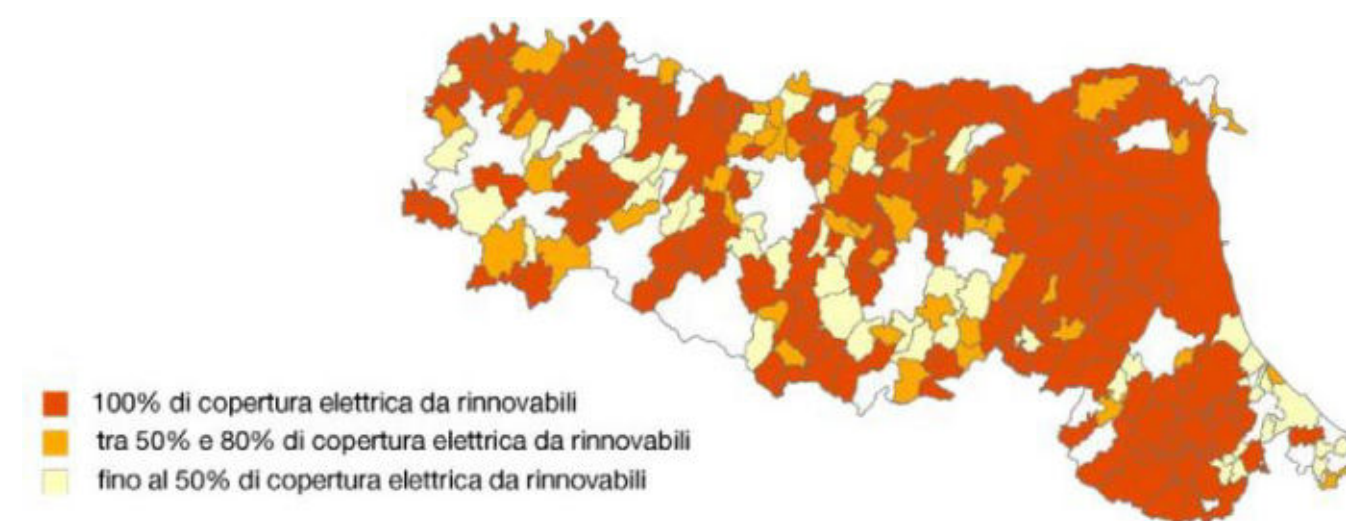 100% di copertura elettrica da rinnovabili
tra 50% e 80% di copertura elettrica da rinnovabili
fino al 50% di copertura elettrica da rinnovabili